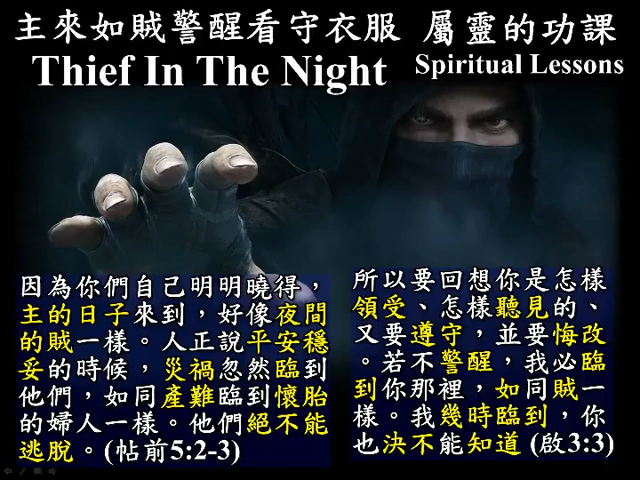 主來如賊警醒看守衣服 屬靈的功課
Thief In The Night Spiritual Lessons
因為你們自己明明曉得，
主的日子來到，好像夜間
的賊一樣。人正說平安穩
妥的時候，災禍忽然臨到
他們，如同產難臨到懷胎
的婦人一樣。他們絕不能
逃脫。(帖前5:2-3)
所以要回想你是怎樣
領受、怎樣聽見的、
又要遵守，並要悔改
。若不警醒，我必臨
到你那裡，如同賊一
樣。我幾時臨到，你
也決不能知道 (啟3:3)